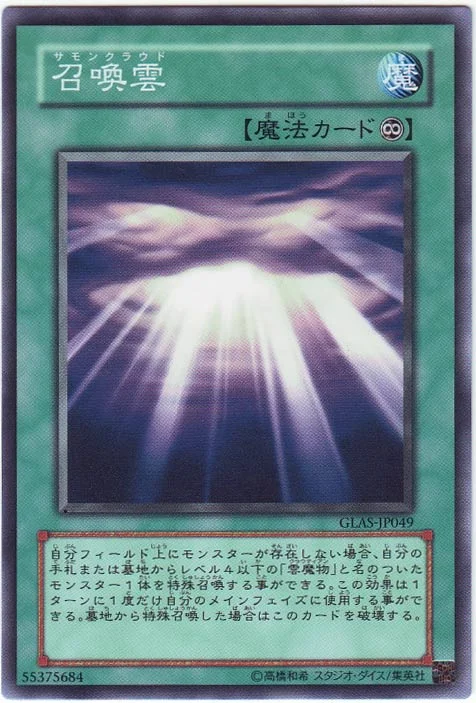 サモンクラウド
召喚雲
魔
【魔法カード∞】
GLAS-JP049
自分フィールド上にモンスターが存在しない場合、自分の
手札または墓地からレベル4以下の「雲魔物」と名のついた
モンスター1体を特殊召喚する事ができる。この効果は1
ターンに1度だけ自分のメインフェイズに使用する事がで
きる。墓地から特殊召喚した場合はこのカードを破壊する。
55375684
©高橋和希 スタジオ・ダイス/集英社